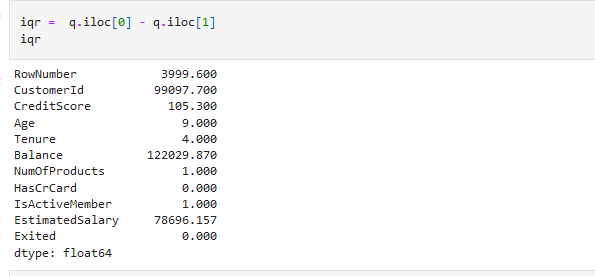 iqr =  q.iloc[0] - q.iloc[1]
iqr
RowNumber 3999.600
CustomerId 99097.700
CreditScore 105.300
Age 9.000
Tenure 4.000
Balance 122029.870
NumOfProducts 1.000
HasCrCard 0.000
IsActiveMember 1.000
EstimatedSalary 78696.157
Exited 0.000
dtype: float64